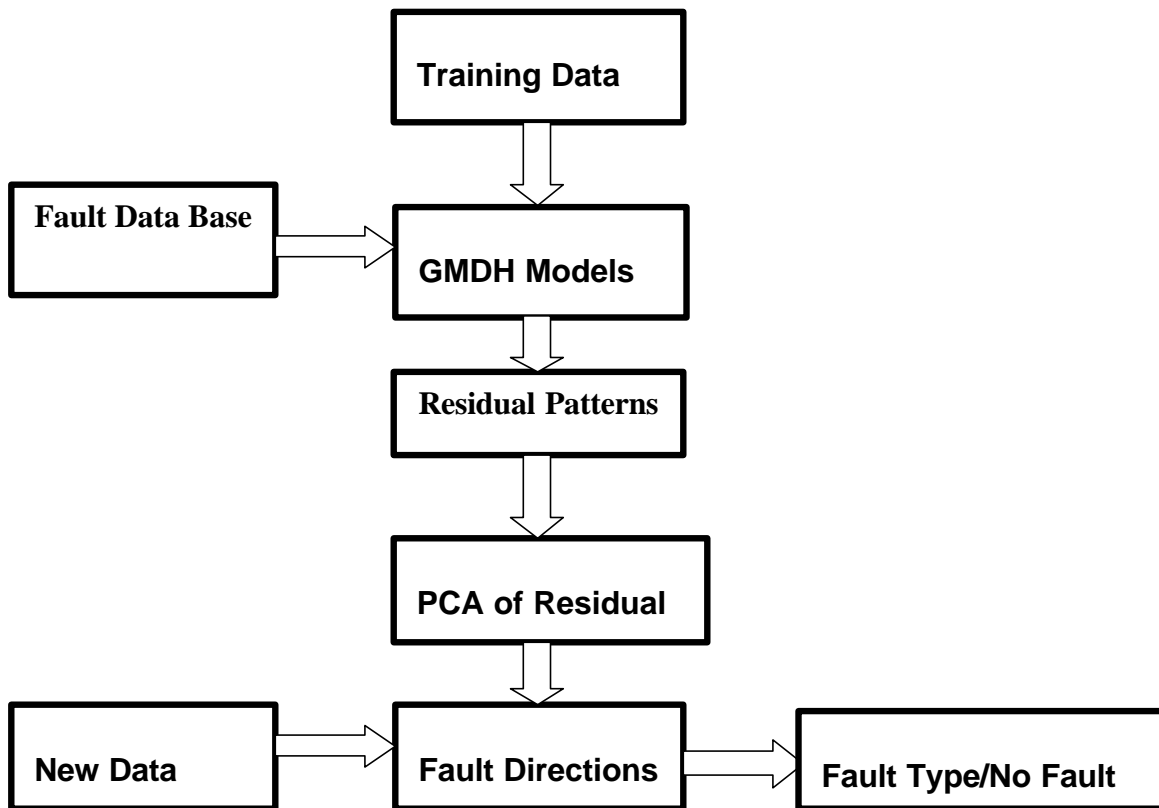 Training Data
Fault Data Base
GMDH Models
Residual Patterns
PCA of Residual
New Data
Fault Directions
Fault Type/No Fault